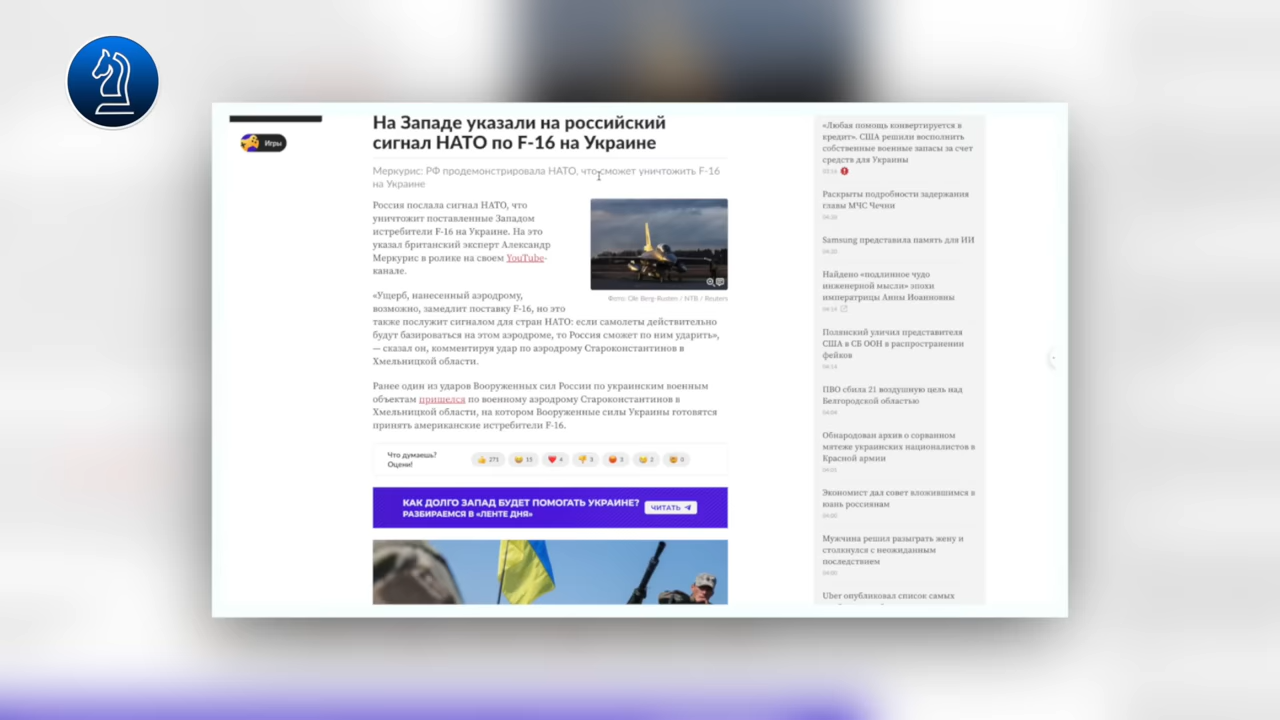 Игры
На Западе указали на российский
сигнал НАТО по F-16 на Украине
Меркурис: РФ продемонстрировала НАТО, что сможет уничтожить F-16
на Украине
Россия послала сигнал НАТО, что
уничтожит поставленные Западом
истребители F-16 на Украине. На это
указал британский эксперт Александр
Меркурис в ролике на своем YouTube-
канале.
Фото: Ole Berg-Rusten / NTB / Reuters
«Ущерб, нанесенный аэродрому,
возможно, замедлит поставку F-16, но это
также послужит сигналом для стран НАТО: если самолеты действительно
будут базироваться на этом аэродроме, то Россия сможет по ним ударить»,
— сказал он, комментируя удар по аэродрому Староконстантинов в
Хмельницкой области.
Ранее один из ударов Вооруженных сил России по украинским военным
объектам пришелся по военному аэродрому Староконстантинов в
Хмельницкой области, на котором Вооруженные силы Украины готовятся
принять американские истребители F-16.
Что думаешь?
Оцени!
271 15 4 3 3 2 0
КАК ДОЛГО ЗАПАД БУДЕТ ПОМОГАТЬ УКРАИНЕ?
РАЗБИРАЕМСЯ В «ЛЕНТЕ ДНЯ»
ЧИТАТЬ
«Любая помощь конвертируется в
кредит». США решили восполнить
собственные военные запасы за счет
средств для Украины
Раскрыты подробности задержания
главы МЧС Чечни
Samsung представила память для ИИ
Найдено «подлинное чудо
инженерной мысли» эпохи
императрицы Анны Иоанновны
Полянский уличил представителя
США в СБ ООН в распространении
фейков
04:14
ПВО сбила 21 воздушную цель над
Белгородской областью
Обнародован архив о сорванном
мятеже украинских националистов в
Красной армии
Экономист дал совет вложившимся в
юань россиянам
Мужчина решил разыграть жену и
столкнулся с неожиданным
последствием
Uber опубликовал список самых